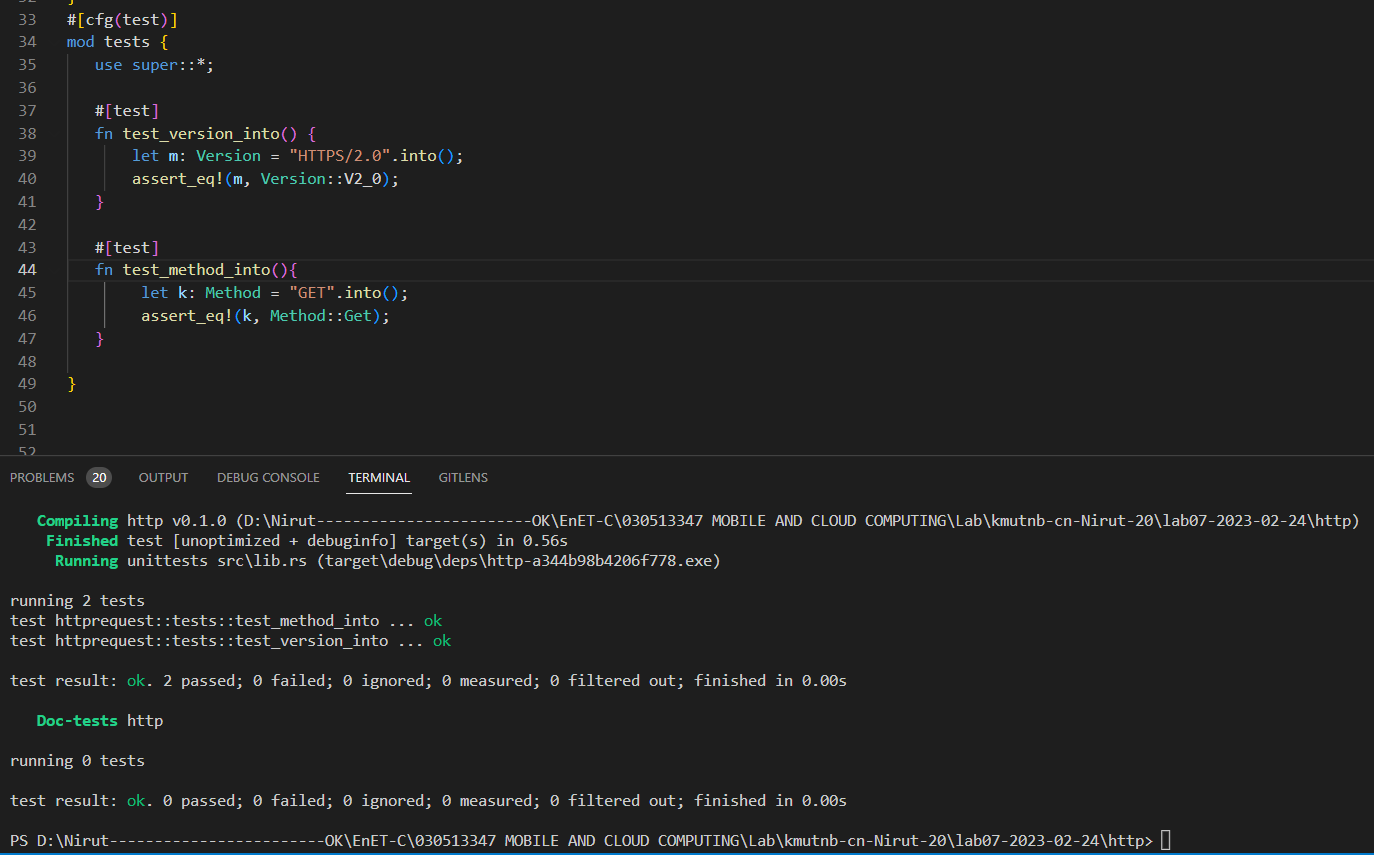 33 #[cfg(test)]
34 mod tests {
35 use super::*;
36
37 #[test]
38 fn test_version_into() {
39 let m: Version = "HTTPS/2.0".into();
40 assert_eq!(m, Version::V2_0);
41 }
42
43 #[test]
44 fn test_method_into(){
45 let k: Method = "GET".into();
46 assert_eq!(k, Method::Get);
47 }
48
49 }
50
51
52
PROBLEMS 20 OUTPUT DEBUG CONSOLE TERMINAL GITLENS
Compiling http v0.1.0 (D:\Nirut------------------------OK\EnET-C\030513347 MOBILE AND CLOUD COMPUTING\Lab\kmutnb-cn-Nirut-20\lab07-2023-02-24\http)
Finished test [unoptimized + debuginfo] target(s) in 0.56s
Running unittests src\lib.rs (target\debug\deps\http-a344b98b4206f778.exe)
running 2 tests
test httprequest::tests::test_method_into ... ok
test httprequest::tests::test_version_into ... ok
test result: ok. 2 passed; 0 failed; 0 ignored; 0 measured; 0 filtered out; finished in 0.00s
Doc-tests http
running 0 tests
test result: ok. 0 passed; 0 failed; 0 ignored; 0 measured; 0 filtered out; finished in 0.00s
PS D:\Nirut------------------------OK\EnET-C\030513347 MOBILE AND CLOUD COMPUTING\Lab\kmutnb-cn-Nirut-20\lab07-2023-02-24\http>